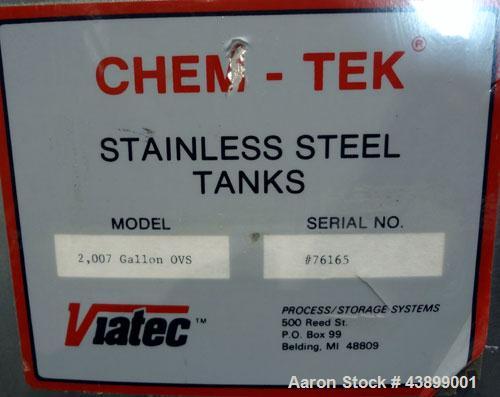 CHEM - TEK®
STAINLESS STEEL
TANKS
MODEL SERIAL NO.
2,007 Gallon OVS #76165
Viatec™
PROCESS/STORAGE SYSTEMS
500 Reed St.
P.O. Box 99
Belding, MI 48809
Aaron Stock # 43899001